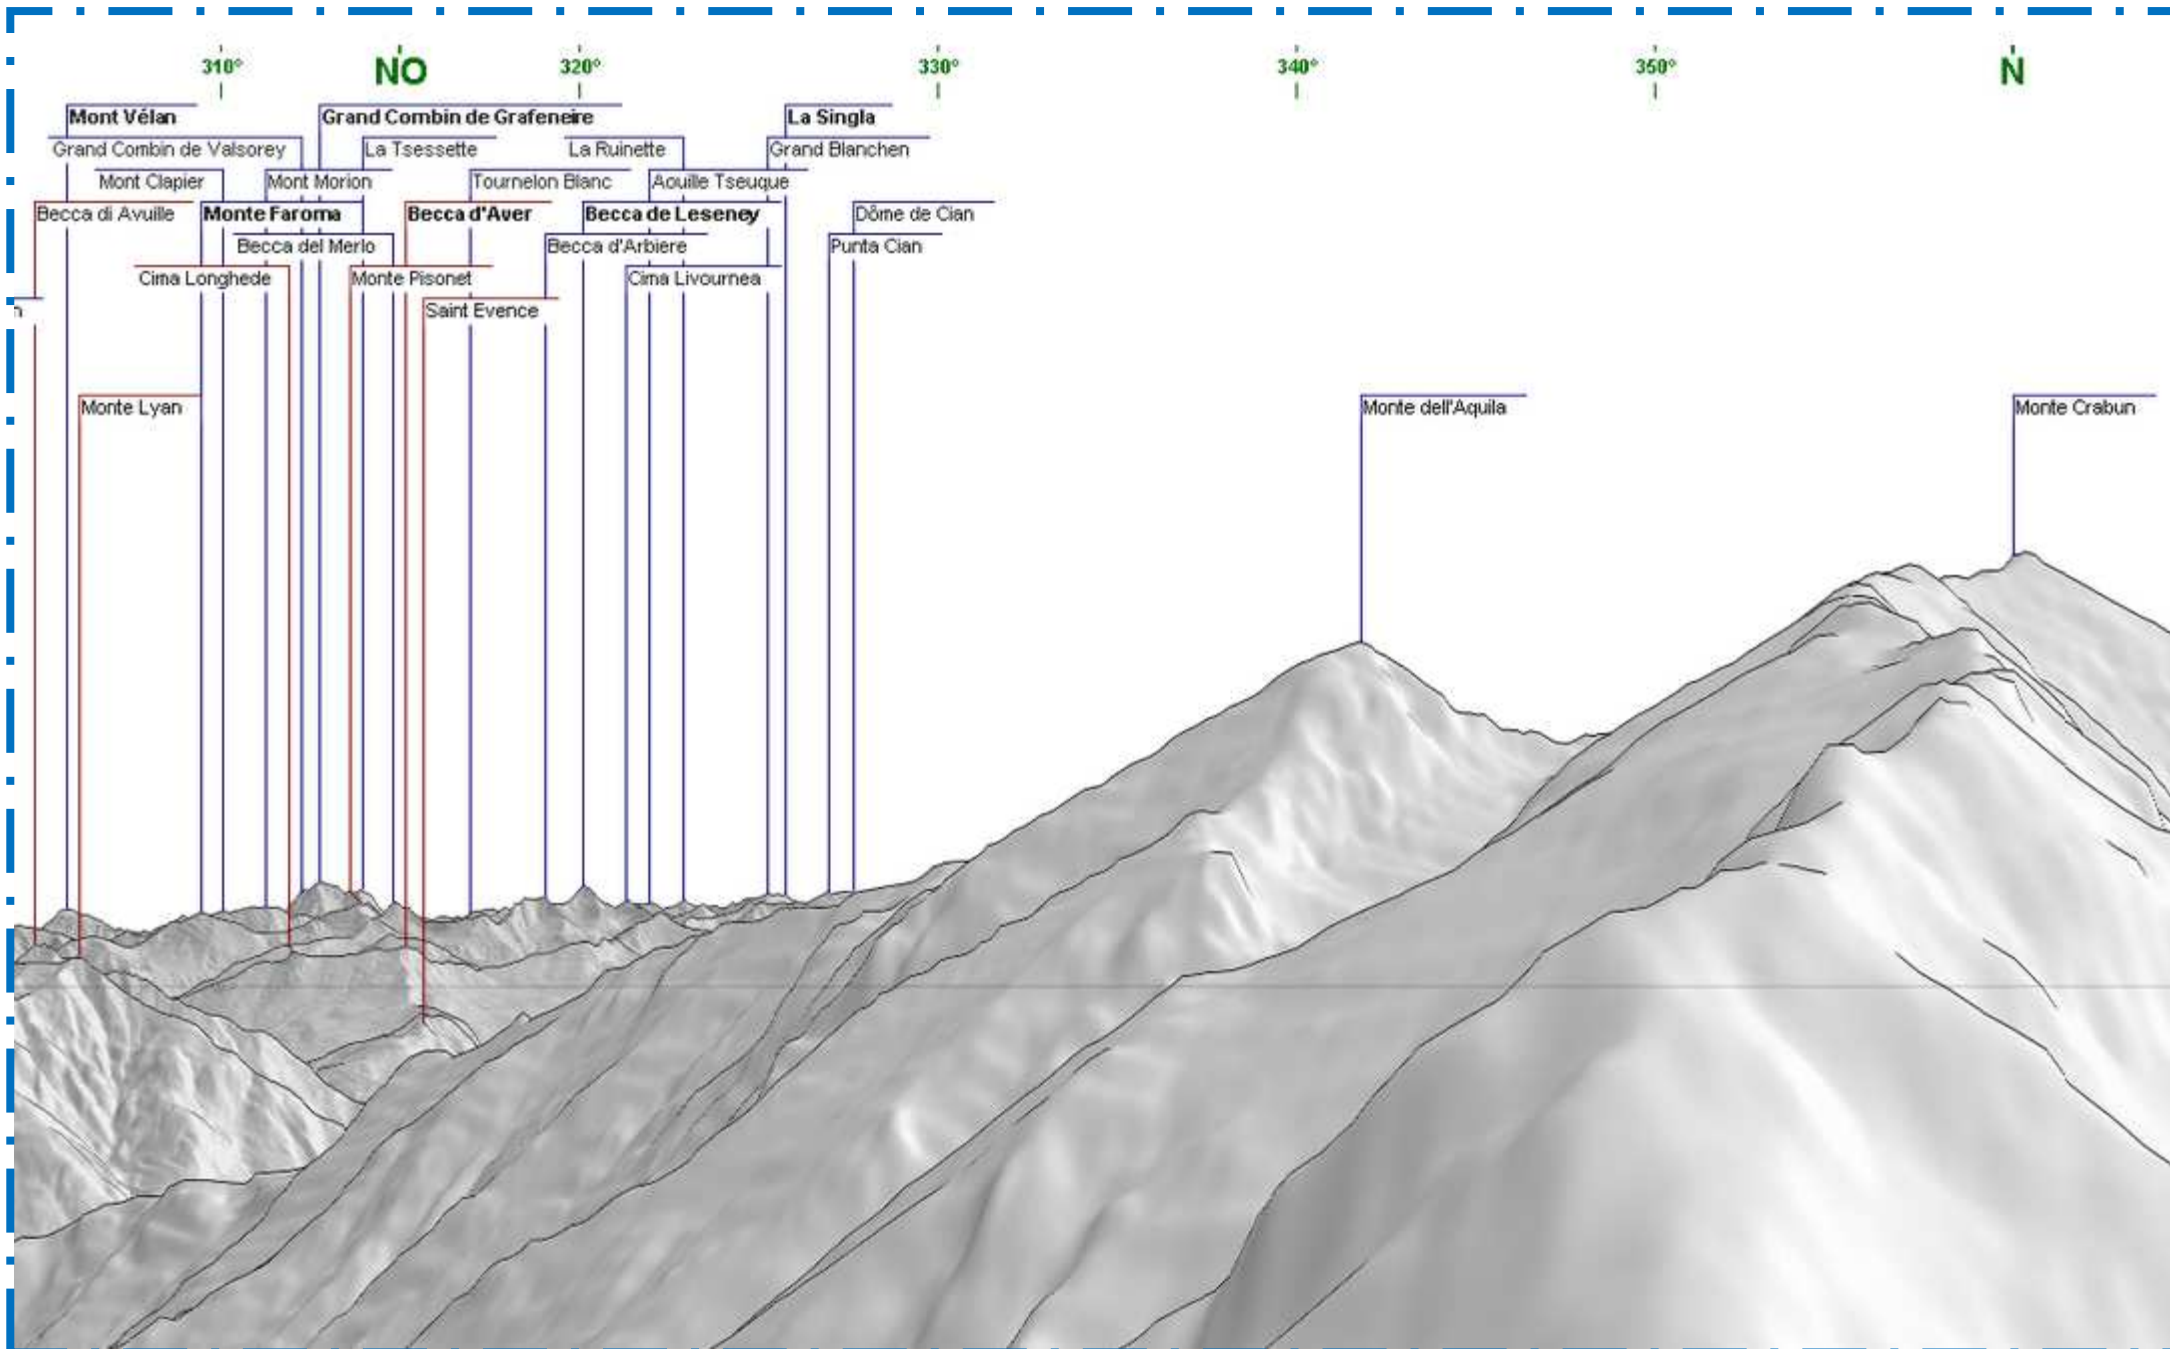 310° NO 320° 330° 340° 350° N
Mont Vélan Grand Combin de Grafeneire La Singla
Grand Combin de Valsorey La Tsessette La Ruinette Grand Blanchen
Mont Clapier Mont Morion Tournelon Blanc Aouille Tseuque
Becca di Avuille Monte Faroma Becca d'Aver Becca de Leseney Dôme de Cian
Becca del Merlo Becca d'Arbiere Punta Cian
Cima Longhede Monte Pisonet Cima Livournea
n Saint Evence
Monte Lyan Monte dell'Aquila Monte Crabun